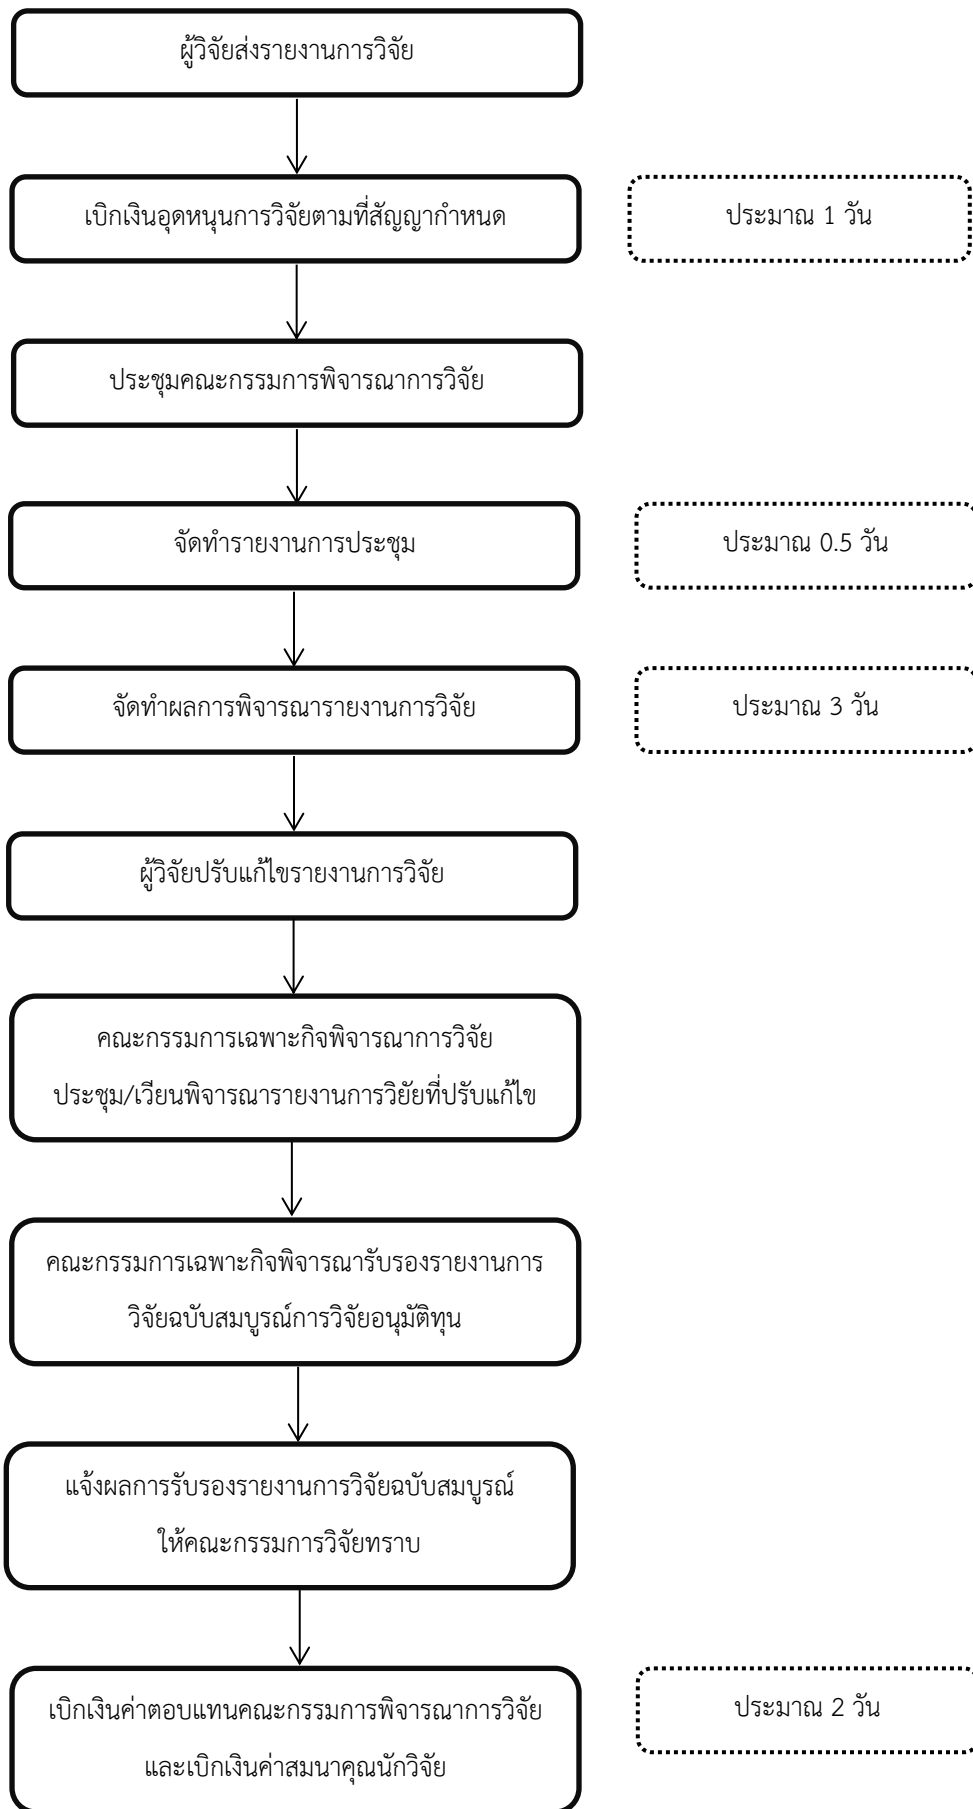 ผู้วิจัยส่งรายงานการวิจัย
เบิกเงินอุดหนุนการวิจัยตามที่สัญญากำหนด
ประมาณ 1 วัน
ประชุมคณะกรรมการพิจารณาการวิจัย
จัดทำรายงานการประชุม
ประมาณ 0.5 วัน
จัดทำผลการพิจารณารายงานการวิจัย
ประมาณ 3 วัน
ผู้วิจัยปรับแก้ไขรายงานการวิจัย
คณะกรรมการเฉพาะกิจพิจารณาการวิจัย
ประชุม/เวียนพิจารณารายงานการวิยัยที่ปรับแก้ไข
คณะกรรมการเฉพาะกิจพิจารณารับรองรายงานการ
วิจัยฉบับสมบูรณ์การวิจัยอนุมัติทุน
แจ้งผลการรับรองรายงานการวิจัยฉบับสมบูรณ์
ให้คณะกรรมการวิจัยทราบ
เบิกเงินค่าตอบแทนคณะกรรมการพิจารณาการวิจัย
และเบิกเงินค่าสมนาคุณนักวิจัย
ประมาณ 2 วัน